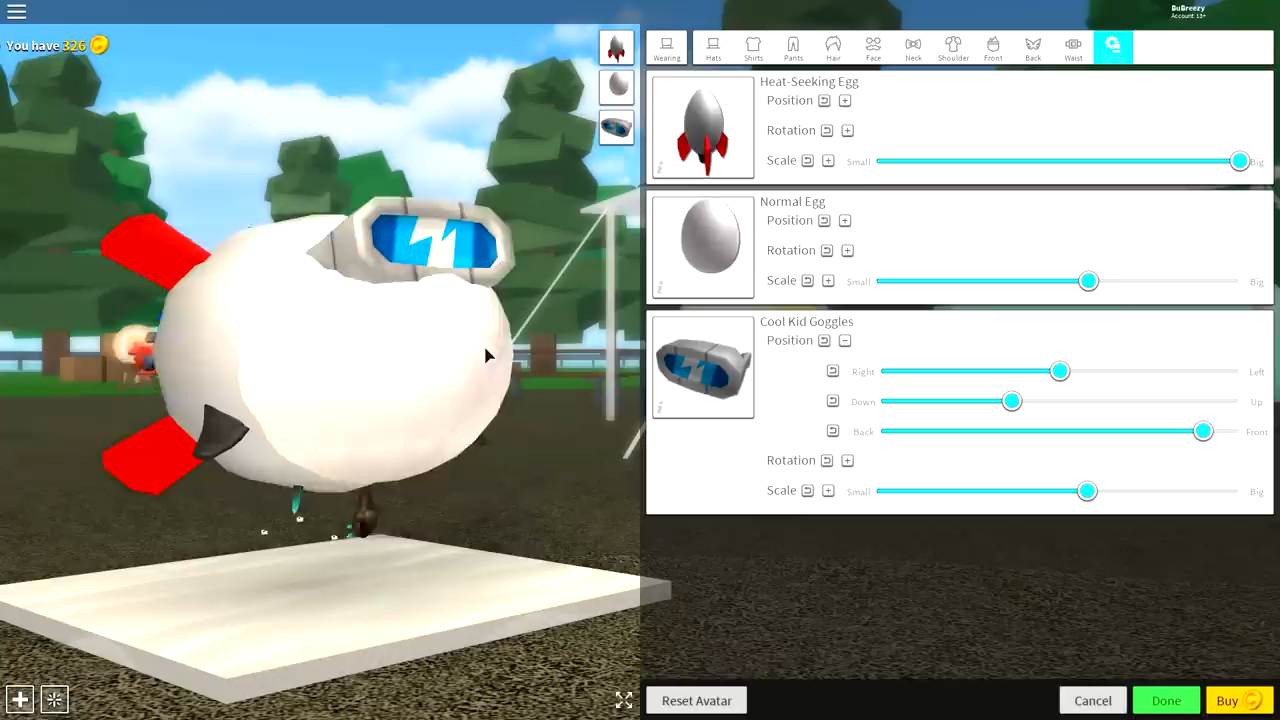 BuBreezy
Account: 13+
You have 326
Wearing
Hats
Shirts
Pants
Hair
Face
Neck
Shoulder
Front
Back
Waist
Heat-Seeking Egg
Position
Rotation
Scale
Small
Big
Normal Egg
Position
Rotation
Scale
Small
Big
Cool Kid Goggles
Position
Right
Left
Down
Up
Back
Front
Rotation
Scale
Small
Big
Reset Avatar
Cancel
Done
Buy